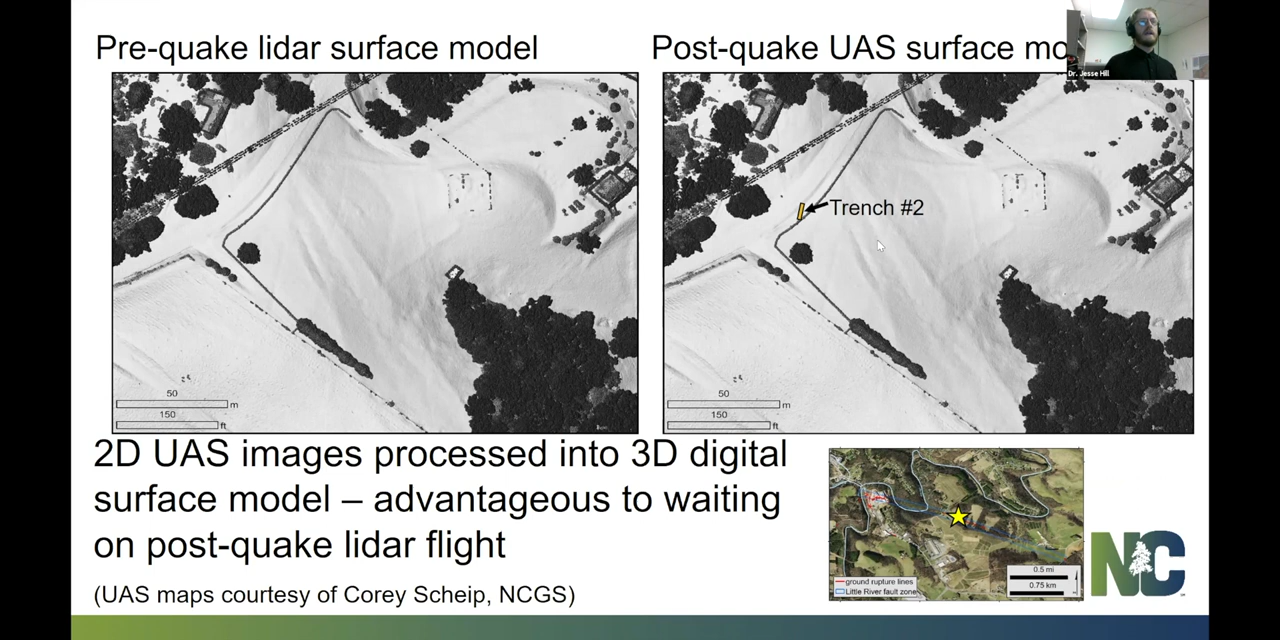 Pre-quake lidar surface model
Post-quake UAS surface mo
Dr. Jesse Hill
Trench #2
50
m
150
ft
50
m
150
ft
2D UAS images processed into 3D digital
surface model – advantageous to waiting
on post-quake lidar flight
(UAS maps courtesy of Corey Scheip, NCGS)
ground rupture lines
Little River fault zone
0.5 mi
0.75 km
NC